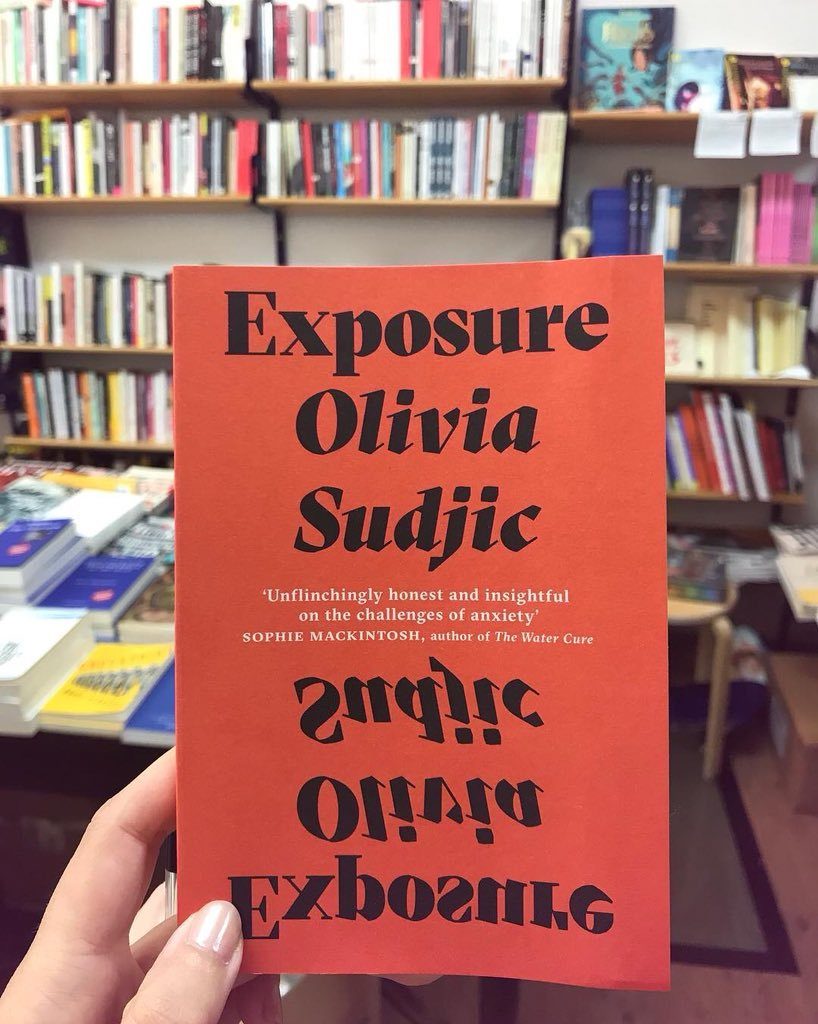 Exposure
Olivia
Sudjic
‘Unflinchingly honest and insightful
on the challenges of anxiety’
SOPHIE MACKINTOSH, author of The Water Cure
Sudjic
Olivia
Exposure